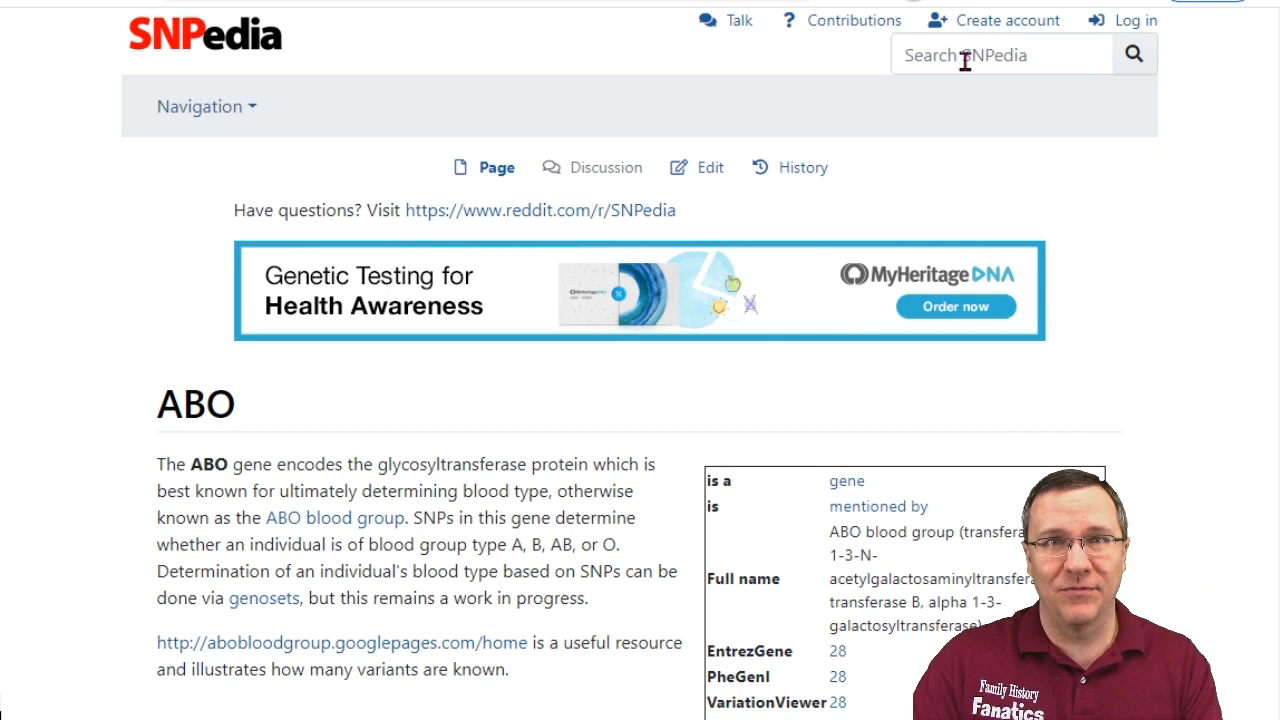 SNPedia
Talk
Contributions
Create account
Log in
Search SNPedia
Navigation
Page
Discussion
Edit
History
Have questions? Visit https://www.reddit.com/r/SNPedia
Genetic Testing for
Health Awareness
MyHeritage DNA
Order now
ABO
The ABO gene encodes the glycosyltransferase protein which is
best known for ultimately determining blood type, otherwise
known as the ABO blood group. SNPs in this gene determine
whether an individual is of blood group type A, B, AB, or O.
Determination of an individual's blood type based on SNPs can be
done via genosets, but this remains a work in progress.
http://abobloodgroup.googlepages.com/home is a useful resource
and illustrates how many variants are known.
is a gene
is mentioned by
Full name
ABO blood group (transfera
1-3-N-
acetylgalactosaminyltransfera
transferase B, alpha 1-3-
galactosyltransferase)
EntrezGene 28
PheGenI 28
VariationViewer 28
Family History
Fanatics